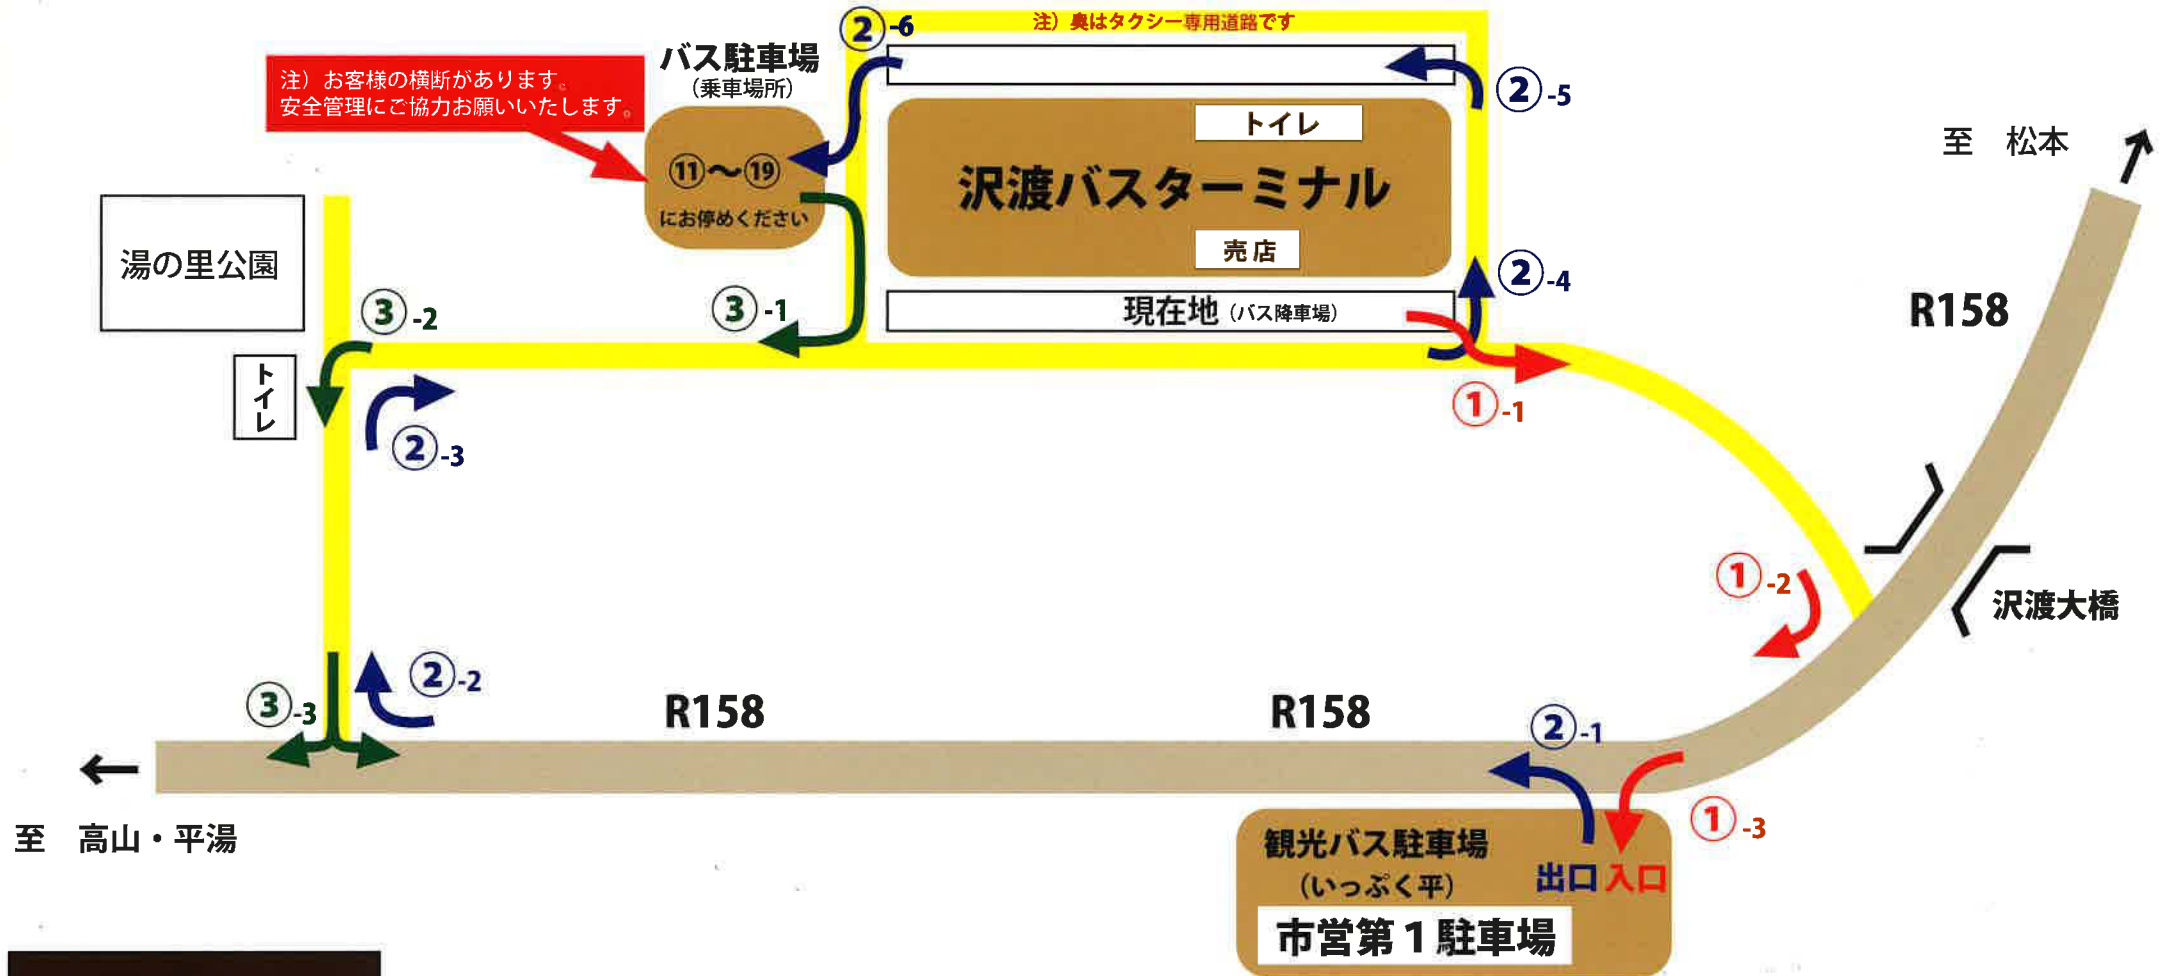 ②-6
注）奥はタクシー専用道路です
バス駐車場
（乗車場所）
注）お客様の横断があります。
安全管理にご協力お願いいたします。
②-5
トイレ
至　松本
⑪〜⑲
にお停めください
沢渡バスターミナル
売店
湯の里公園
②-4
③-2
③-1
現在地（バス降車場）
R158
トイレ
①-1
②-3
①-2
沢渡大橋
②-2
③-3
R158
R158
②-1
①-3
至　高山・平湯
観光バス駐車場
（いっぷく平）
出口
入口
市営第１駐車場